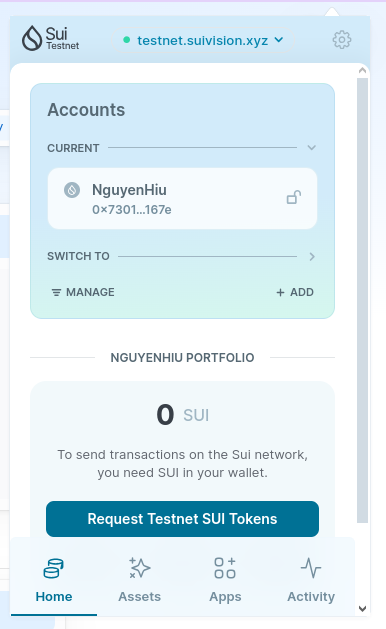 Sui
Testnet
testnet.suivision.xyz
Accounts
CURRENT
NguyenHiu
0x7301...167e
SWITCH TO
MANAGE
ADD
NGUYENHIU PORTFOLIO
0 SUI
To send transactions on the Sui network,
you need SUI in your wallet.
Request Testnet SUI Tokens
Home Assets Apps Activity